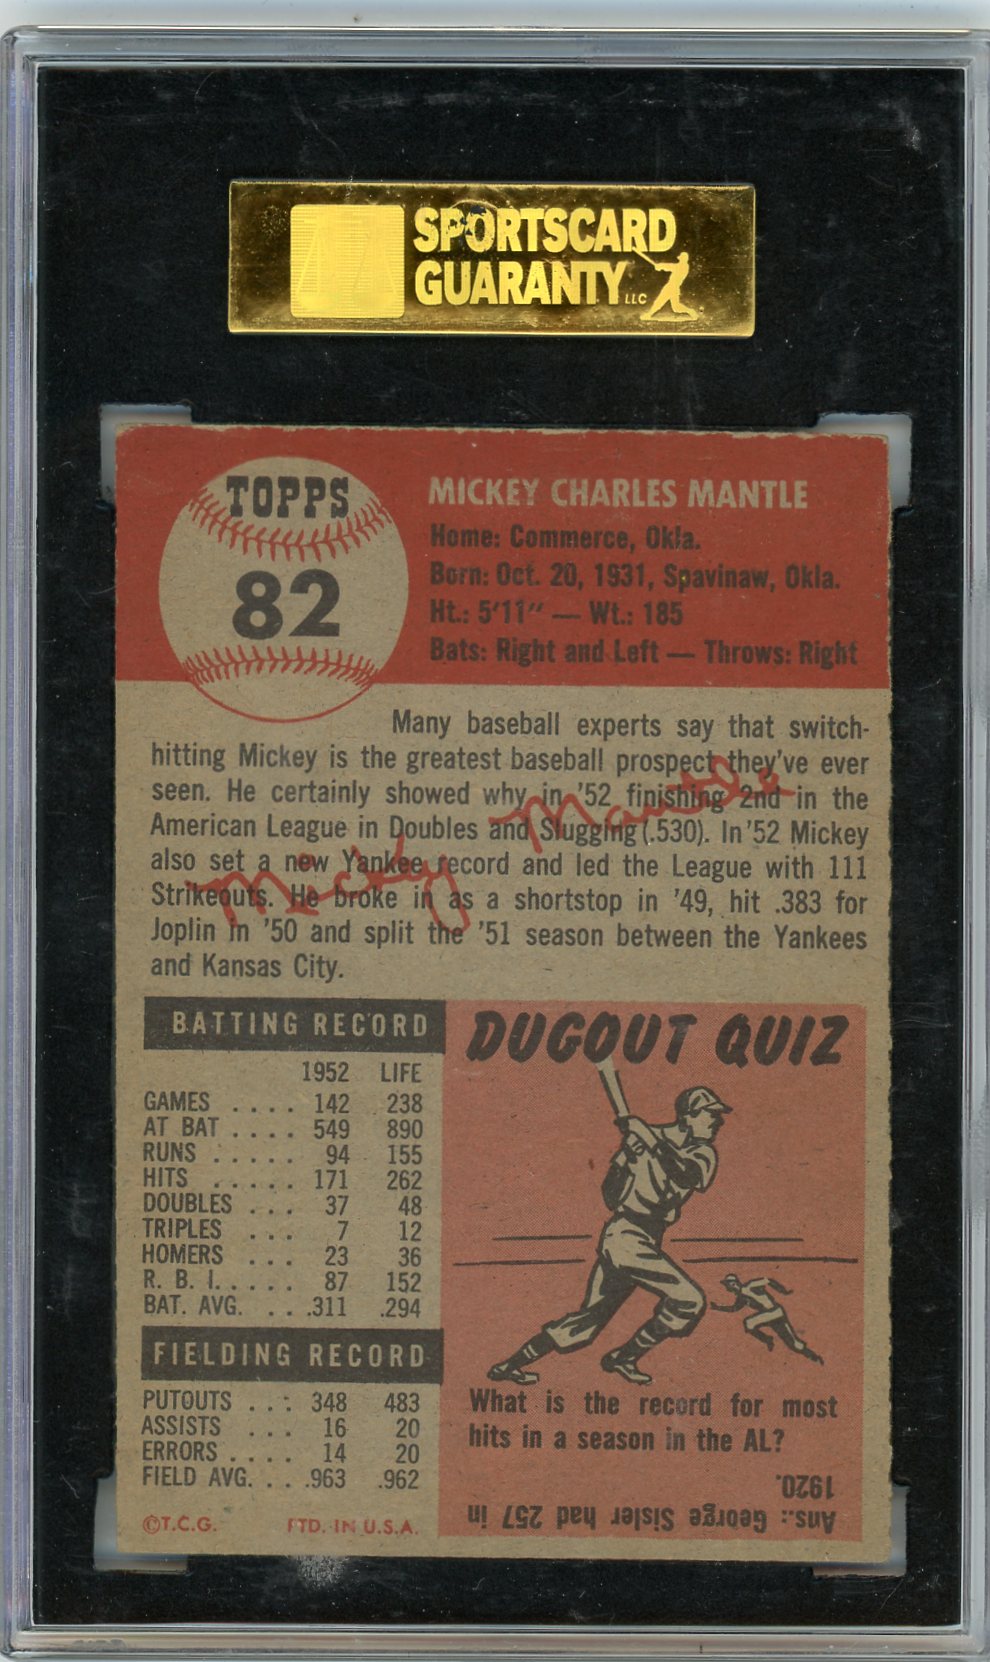 SPORTSCARD
GUARANTY LLC
TOPPS
82
MICKEY CHARLES MANTLE
Home: Commerce, Okla.
Born: Oct. 20, 1931, Spavinaw, Okla.
Ht.: 5'11" — Wt.: 185
Bats: Right and Left — Throws: Right
Many baseball experts say that switch-
hitting Mickey is the greatest baseball prospect they've ever
seen. He certainly showed why in '52 finishing 2nd in the
American League in Doubles and Slugging (.530). In '52 Mickey
also set a new Yankee record and led the League with 111
Strikeouts. He broke in as a shortstop in '49, hit .383 for
Joplin in '50 and split the '51 season between the Yankees
and Kansas City.
Mickey Mantle
BATTING RECORD
1952 LIFE
GAMES .... 142 238
AT BAT .... 549 890
RUNS ..... 94 155
HITS ..... 171 262
DOUBLES ... 37 48
TRIPLES ... 7 12
HOMERS ... 23 36
R. B. I. .... 87 152
BAT. AVG. ... .311 .294
FIELDING RECORD
PUTOUTS ... 348 483
ASSISTS ... 16 20
ERRORS .... 14 20
FIELD AVG. ... .963 .962
©T.C.G. PTD. IN U.S.A.
DUGOUT QUIZ
What is the record for most
hits in a season in the AL?
Ans.: George Sisler had 257 in
1920.